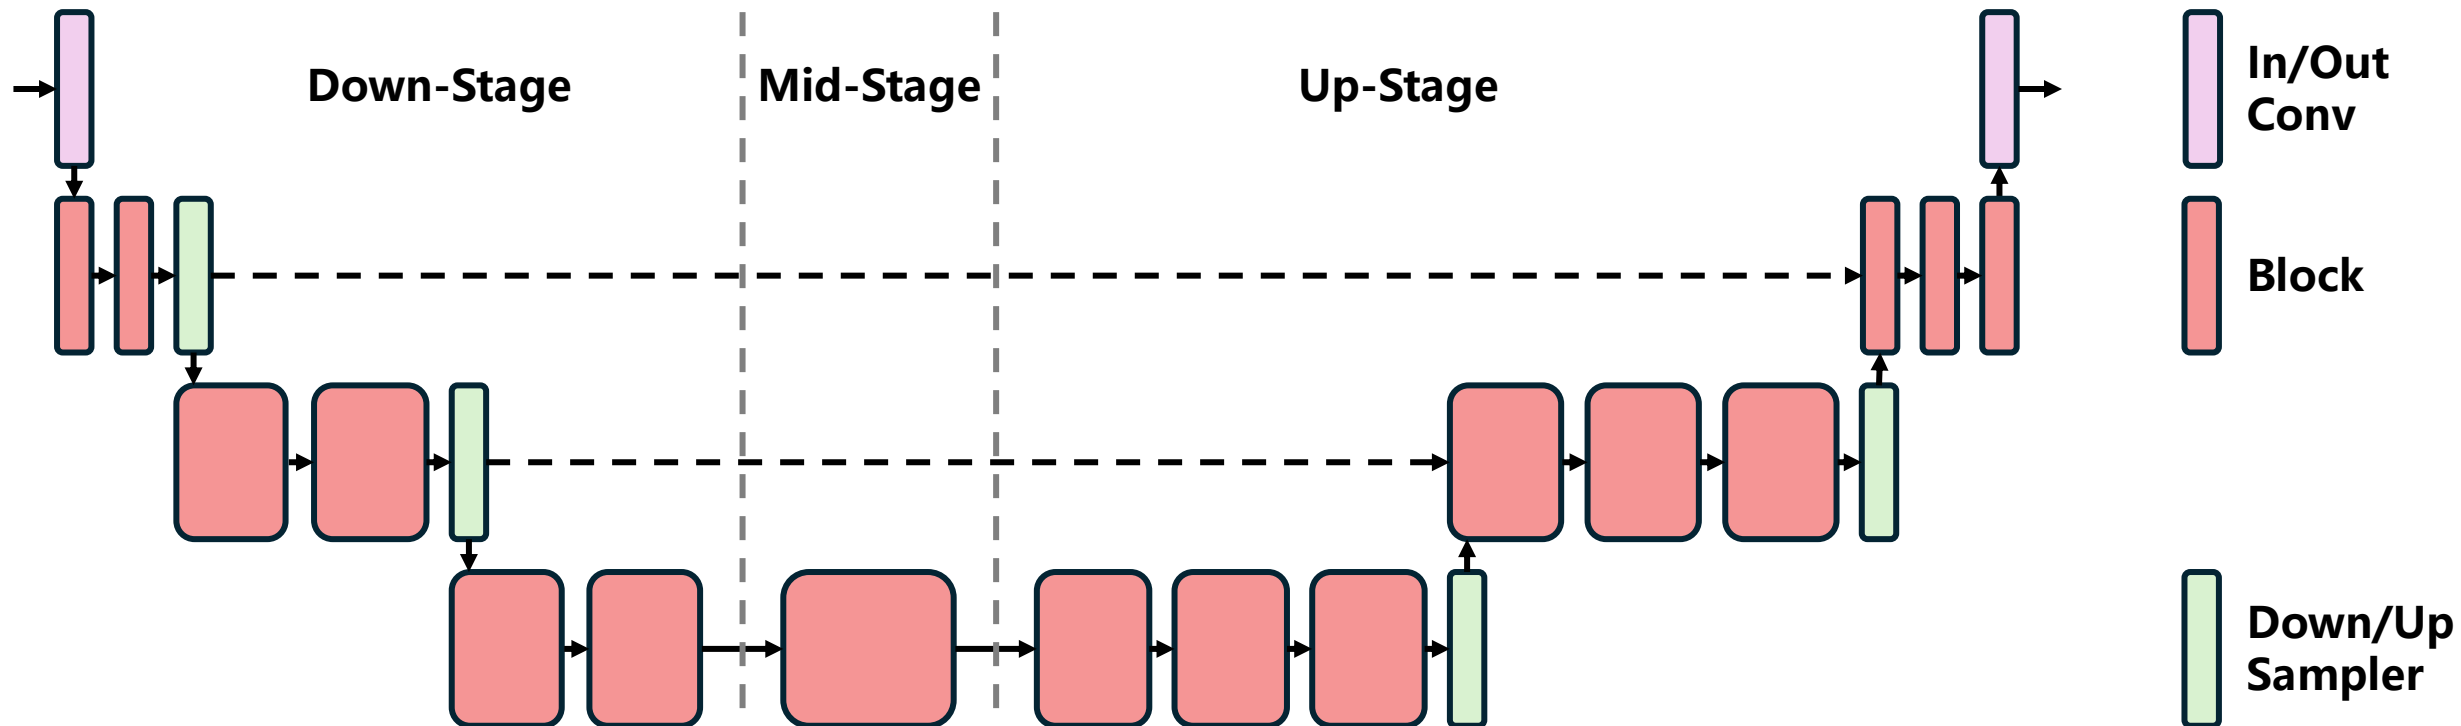 Down-Stage
Mid-Stage
Up-Stage
In/Out
Conv
Block
Down/Up
Sampler